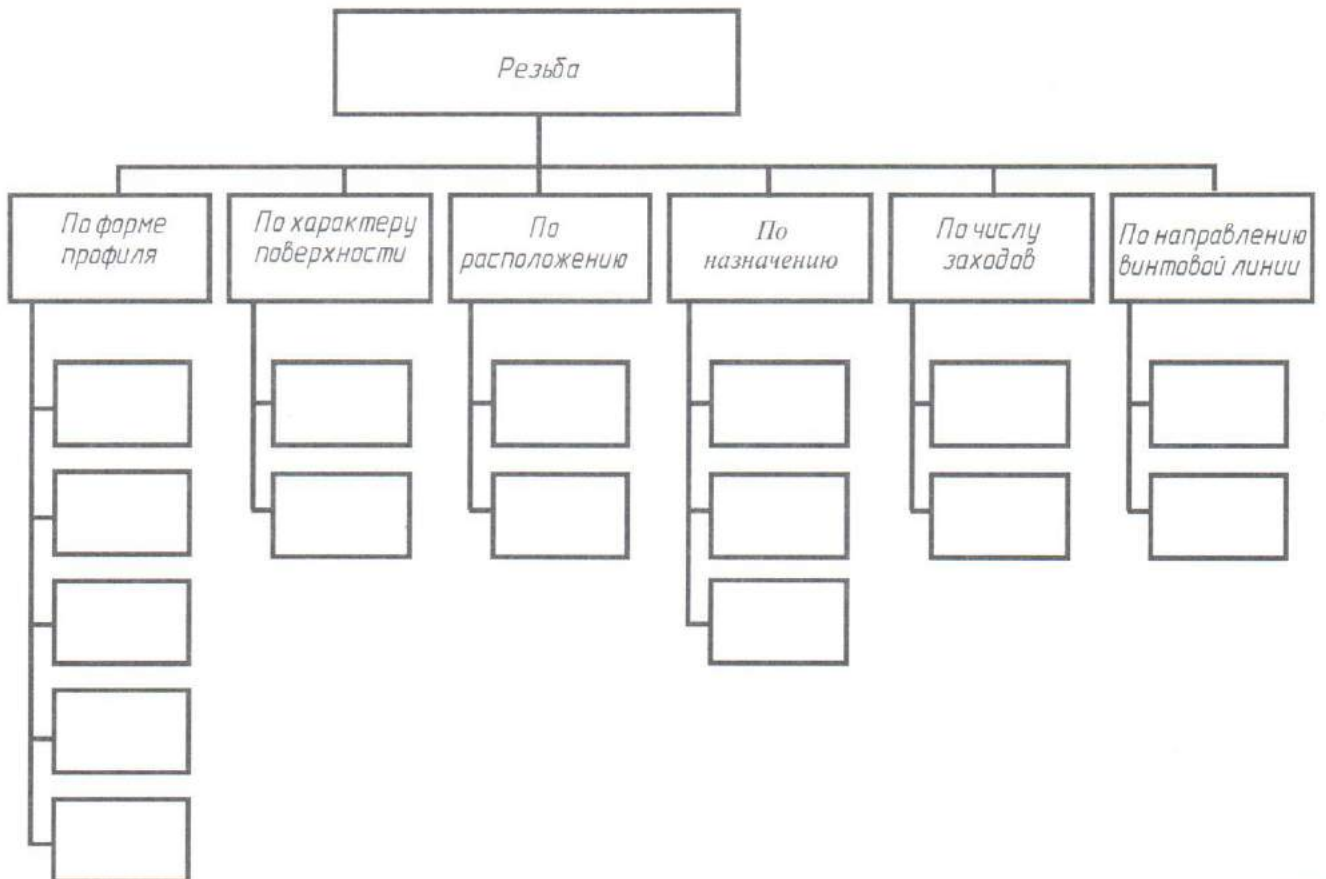 Резьба
По форме
профиля
По характеру
поверхности
По
расположению
По
назначению
По числу
заходов
По направлению
винтовой линии